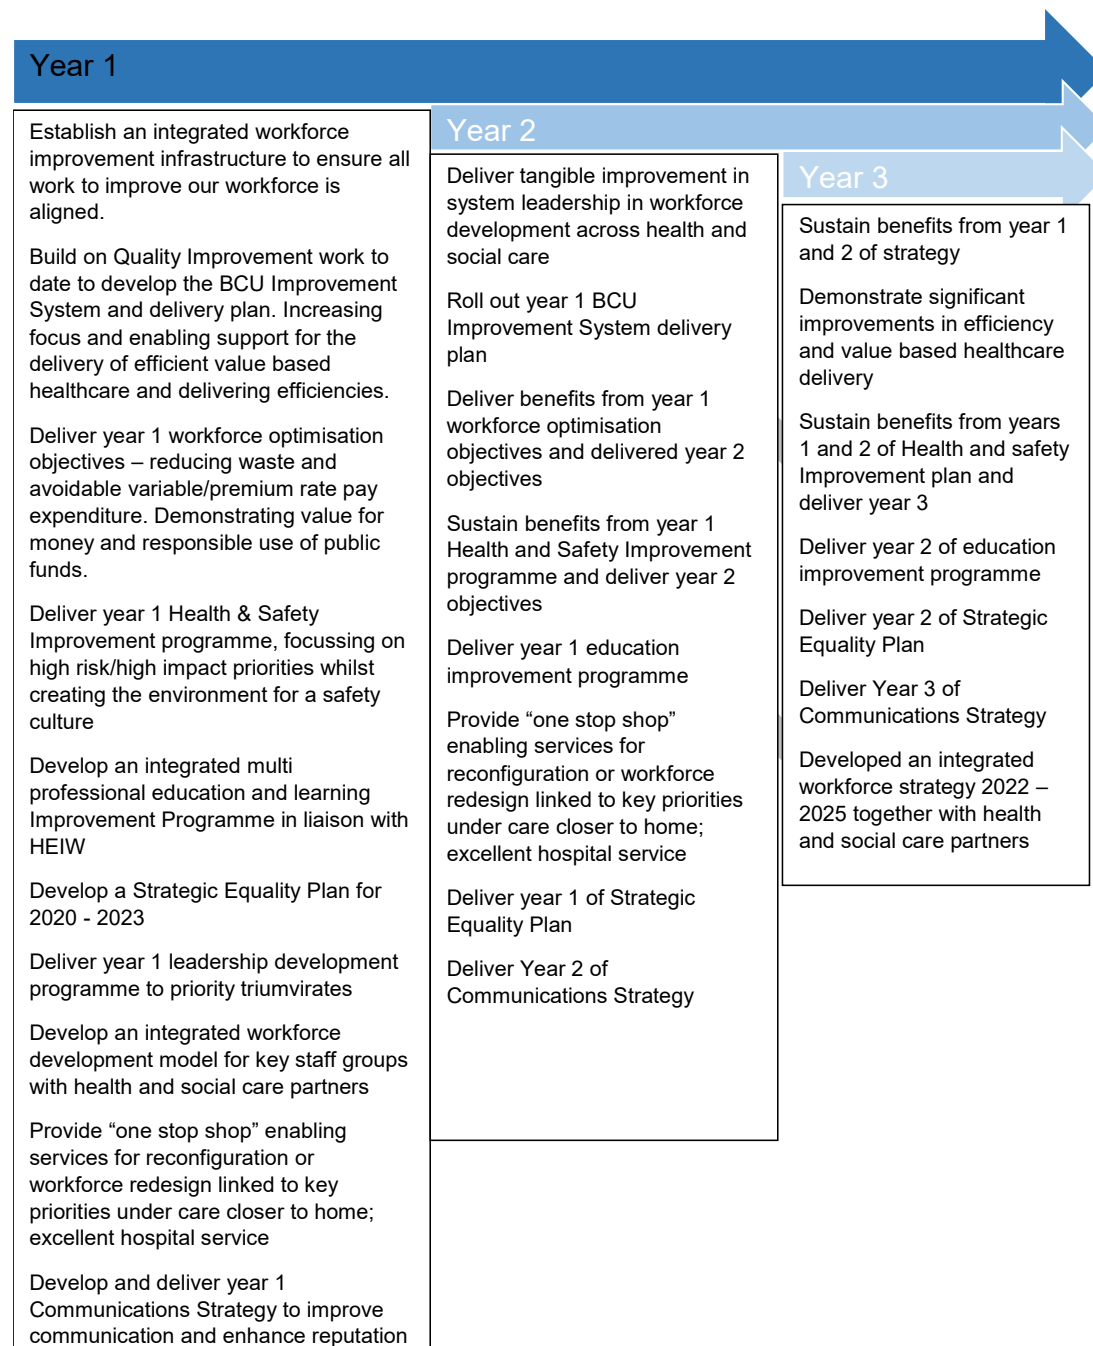 Year 1
Establish an integrated workforce
improvement infrastructure to ensure all
work to improve our workforce is
aligned.
Build on Quality Improvement work to
date to develop the BCU Improvement
System and delivery plan. Increasing
focus and enabling support for the
delivery of efficient value based
healthcare and delivering efficiencies.
Deliver year 1 workforce optimisation
objectives – reducing waste and
avoidable variable/premium rate pay
expenditure. Demonstrating value for
money and responsible use of public
funds.
Deliver year 1 Health & Safety
Improvement programme, focussing on
high risk/high impact priorities whilst
creating the environment for a safety
culture
Develop an integrated multi
professional education and learning
Improvement Programme in liaison with
HEIW
Develop a Strategic Equality Plan for
2020 - 2023
Deliver year 1 leadership development
programme to priority triumvirates
Develop an integrated workforce
development model for key staff groups
with health and social care partners
Provide “one stop shop” enabling
services for reconfiguration or
workforce redesign linked to key
priorities under care closer to home;
excellent hospital service
Develop and deliver year 1
Communications Strategy to improve
communication and enhance reputation
Year 2
Deliver tangible improvement in
system leadership in workforce
development across health and
social care
Roll out year 1 BCU
Improvement System delivery
plan
Deliver benefits from year 1
workforce optimisation
objectives and delivered year 2
objectives
Sustain benefits from year 1
Health and Safety Improvement
programme and deliver year 2
objectives
Deliver year 1 education
improvement programme
Provide “one stop shop”
enabling services for
reconfiguration or workforce
redesign linked to key priorities
under care closer to home;
excellent hospital service
Deliver year 1 of Strategic
Equality Plan
Deliver Year 2 of
Communications Strategy
Year 3
Sustain benefits from year 1
and 2 of strategy
Demonstrate significant
improvements in efficiency
and value based healthcare
delivery
Sustain benefits from years
1 and 2 of Health and safety
Improvement plan and
deliver year 3
Deliver year 2 of education
improvement programme
Deliver year 2 of Strategic
Equality Plan
Deliver Year 3 of
Communications Strategy
Developed an integrated
workforce strategy 2022 –
2025 together with health
and social care partners